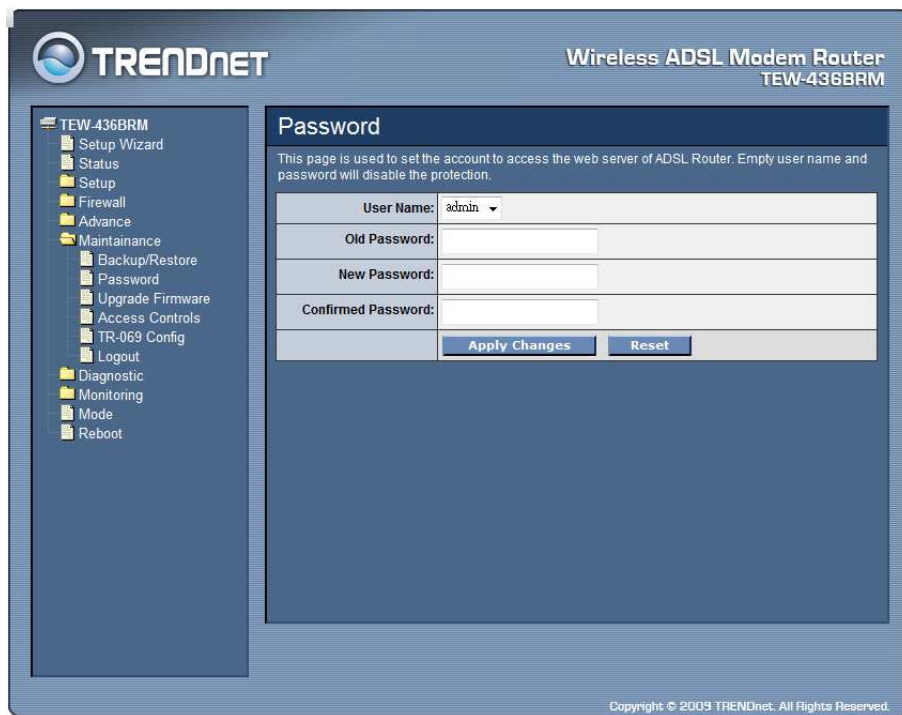 TRENDNET
Wireless ADSL Modem Router
TEW-436BRM
TEW-436BRM
Setup Wizard
Status
Setup
Firewall
Advance
Maintainance
Backup/Restore
Password
Upgrade Firmware
Access Controls
TR-069 Config
Logout
Diagnostic
Monitoring
Mode
Reboot
Password
This page is used to set the account to access the web server of ADSL Router. Empty user name and
password will disable the protection.
User Name: admin
Old Password:
New Password:
Confirmed Password:
Apply Changes Reset
Copyright © 2009 TRENDnet. All Rights Reserved.